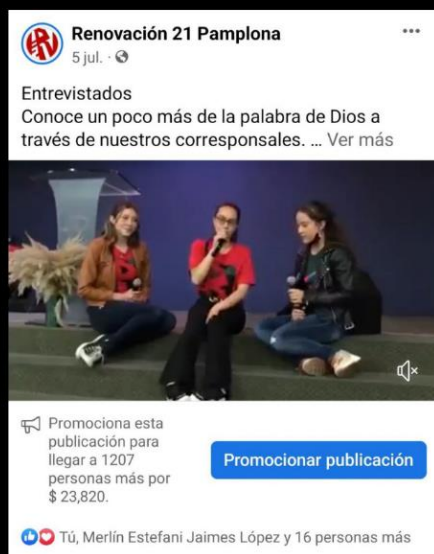 Renovación 21 Pamplona
5 jul. ·
Entrevistados
Conoce un poco más de la palabra de Dios a
través de nuestros corresponsales. ... Ver más
Promociona esta
publicación para
llegar a 1207
personas más por
$ 23,820.
Promocionar publicación
Tú, Merlín Estefani Jaimes López y 16 personas más